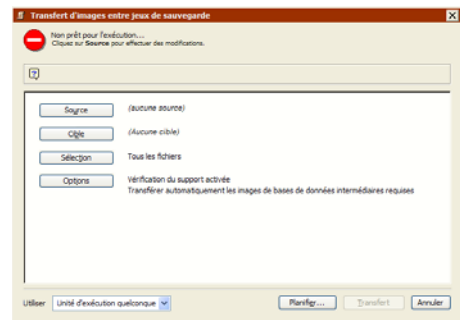 Transfert d'images entre jeux de sauvegarde
Non prêt pour l'exécution...
Cliquez sur Source pour effectuer des modifications.
Source (aucune source)
Cible (Aucune cible)
Sélection Tous les fichiers
Options Vérification du support activée
Transférer automatiquement les images de bases de données intermédiaires requises
Utiliser Unité d'exécution quelconque Planifier... Transfert Annuler